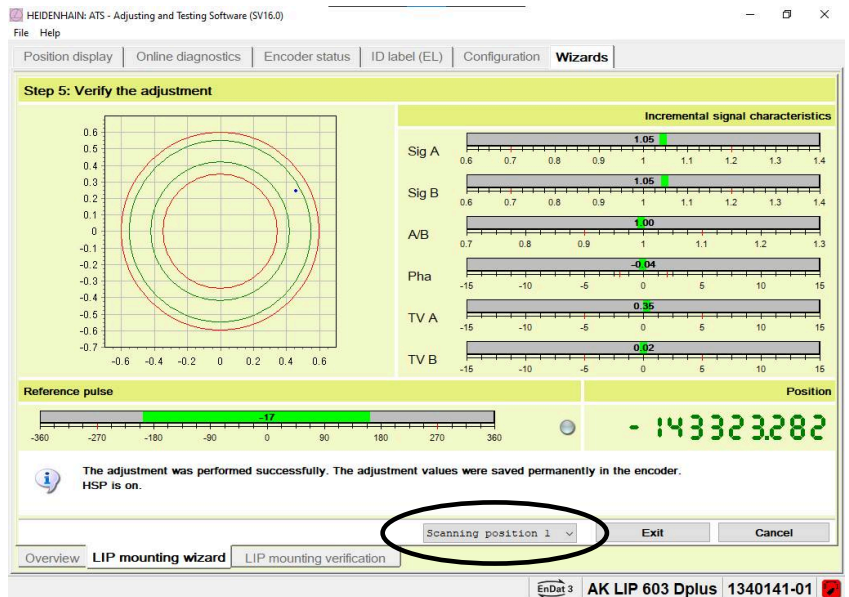 HEIDENHAIN: ATS - Adjusting and Testing Software (SV16.0)
File Help
Position display Online diagnostics Encoder status ID label (EL) Configuration Wizards
Step 5: Verify the adjustment
Incremental signal characteristics
0.6
0.5
0.4
0.3
0.2
0.1
0
-0.1
-0.2
-0.3
-0.4
-0.5
-0.6
-0.7
-0.6 -0.4 -0.2 0 0.2 0.4 0.6
Sig A 1.05
0.6 0.7 0.8 0.9 1 1.1 1.2 1.3 1.4
Sig B 1.05
0.6 0.7 0.8 0.9 1 1.1 1.2 1.3 1.4
A/B 1.00
0.7 0.8 0.9 1 1.1 1.2 1.3
Pha -0.04
-15 -10 -5 0 5 10 15
TV A 0.35
-15 -10 -5 0 5 10 15
TV B 0.02
-15 -10 -5 0 5 10 15
Reference pulse
Position
-17
-360 -270 -180 -90 0 90 180 270 360
-143323.282
The adjustment was performed successfully. The adjustment values were saved permanently in the encoder.
HSP is on.
Scanning position 1 Exit Cancel
Overview LIP mounting wizard LIP mounting verification
EnDat 3 AK LIP 603 Dplus 1340141-01